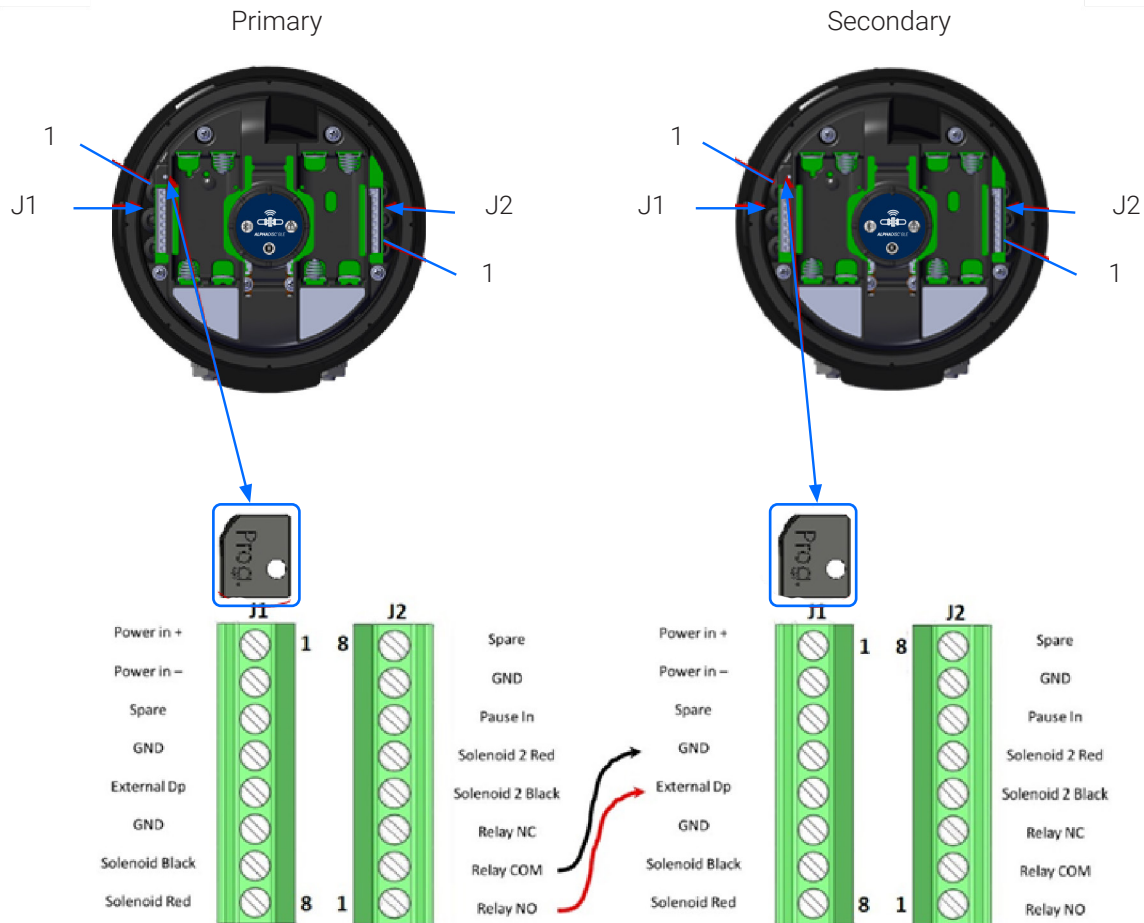 Primary
Secondary
1
J1
J2
1
1
J1
J2
1
ALPHADISC BLE
ALPHADISC BLE
Prog.
Prog.
J1
J2
J1
J2
Power in +
1
8
Spare
Power in –
GND
Spare
Pause In
GND
Solenoid 2 Red
External Dp
Solenoid 2 Black
GND
Relay NC
Solenoid Black
Relay COM
Solenoid Red
8
1
Relay NO
Power in +
1
8
Spare
Power in –
GND
Spare
Pause In
GND
Solenoid 2 Red
External Dp
Solenoid 2 Black
GND
Relay NC
Solenoid Black
Relay COM
Solenoid Red
8
1
Relay NO